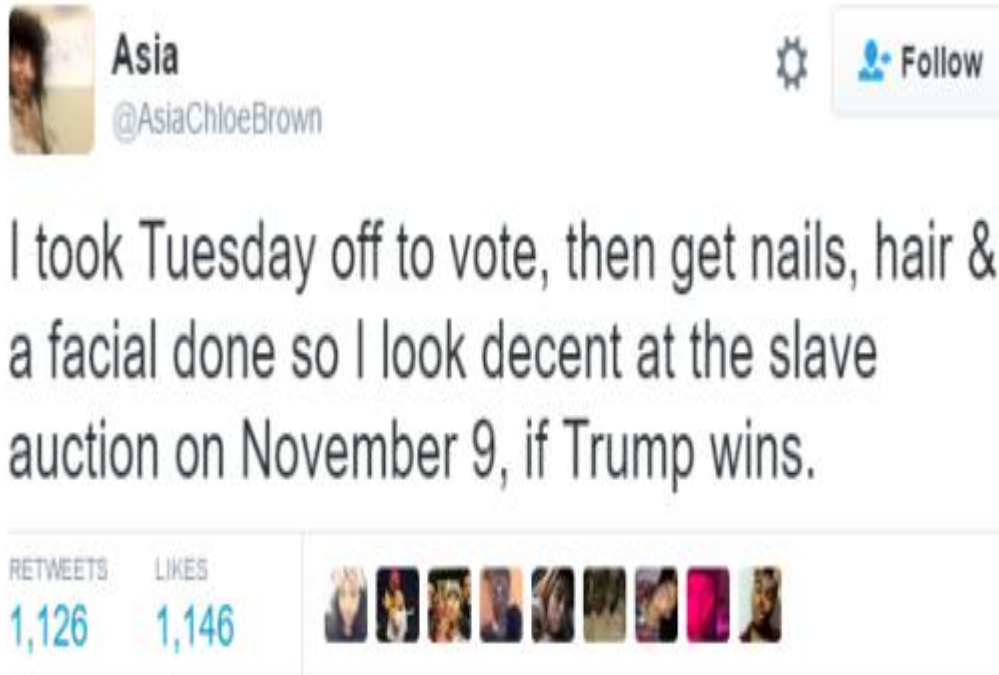 Asia
Follow
@AsiaChloeBrown
I took Tuesday off to vote, then get nails, hair &
a facial done so I look decent at the slave
auction on November 9, if Trump wins.
RETWEETS LIKES
1,126 1,146